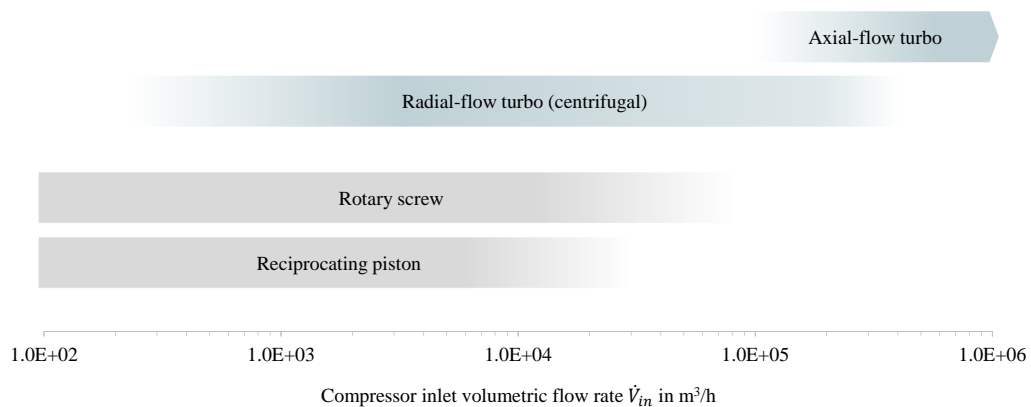 Axial-flow turbo
Radial-flow turbo (centrifugal)
Rotary screw
Reciprocating piston
1.0E+02 1.0E+03 1.0E+04 1.0E+05 1.0E+06
Compressor inlet volumetric flow rate V̇in in m³/h